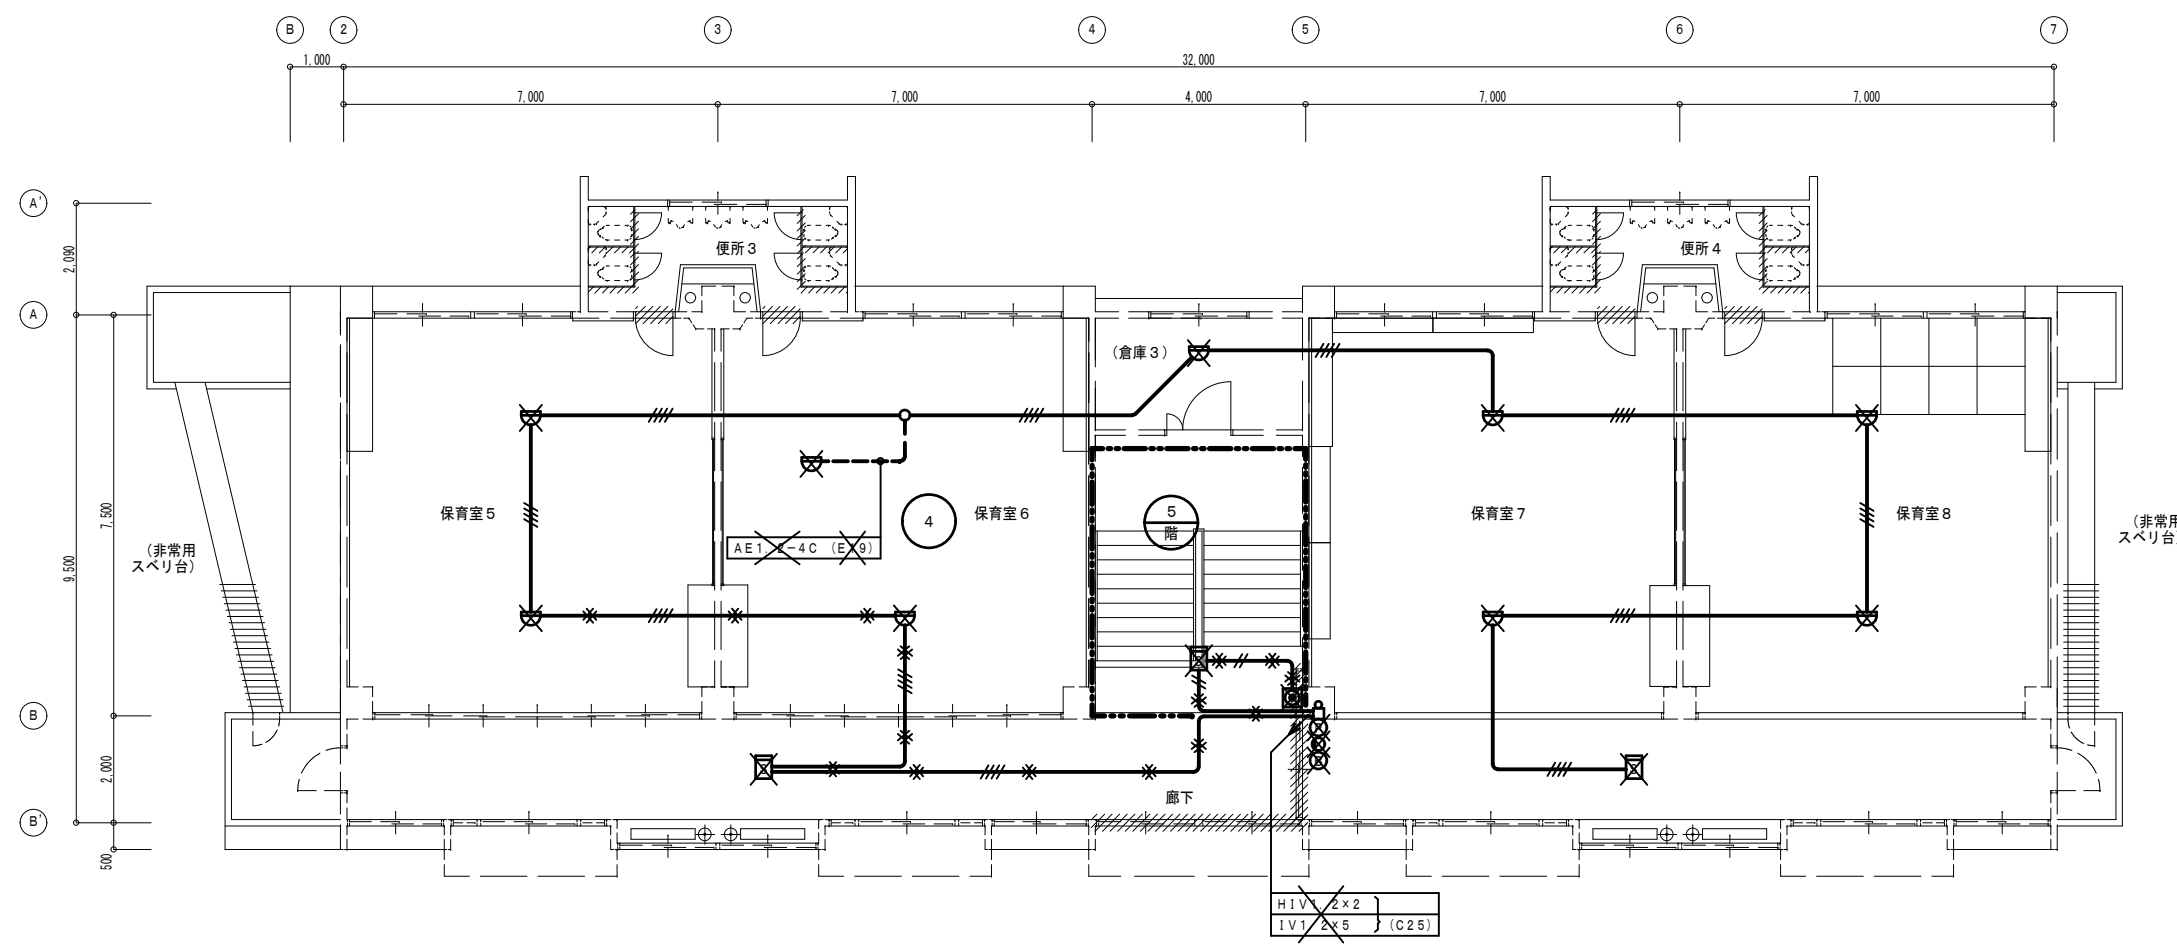 B
2
3
4
5
6
7
1,000
32,000
7,000
7,000
4,000
7,000
7,000
A'
A
B
B'
2,090
7,500
9,500
2,000
500
便所3
便所4
(倉庫3)
保育室5
保育室6
保育室7
保育室8
4
5
階
(非常用
スベリ台)
(非常用
スベリ台)
AE1.2-4C (E19)
廊下
HIV1.2×2
IV1.2×5
(C25)